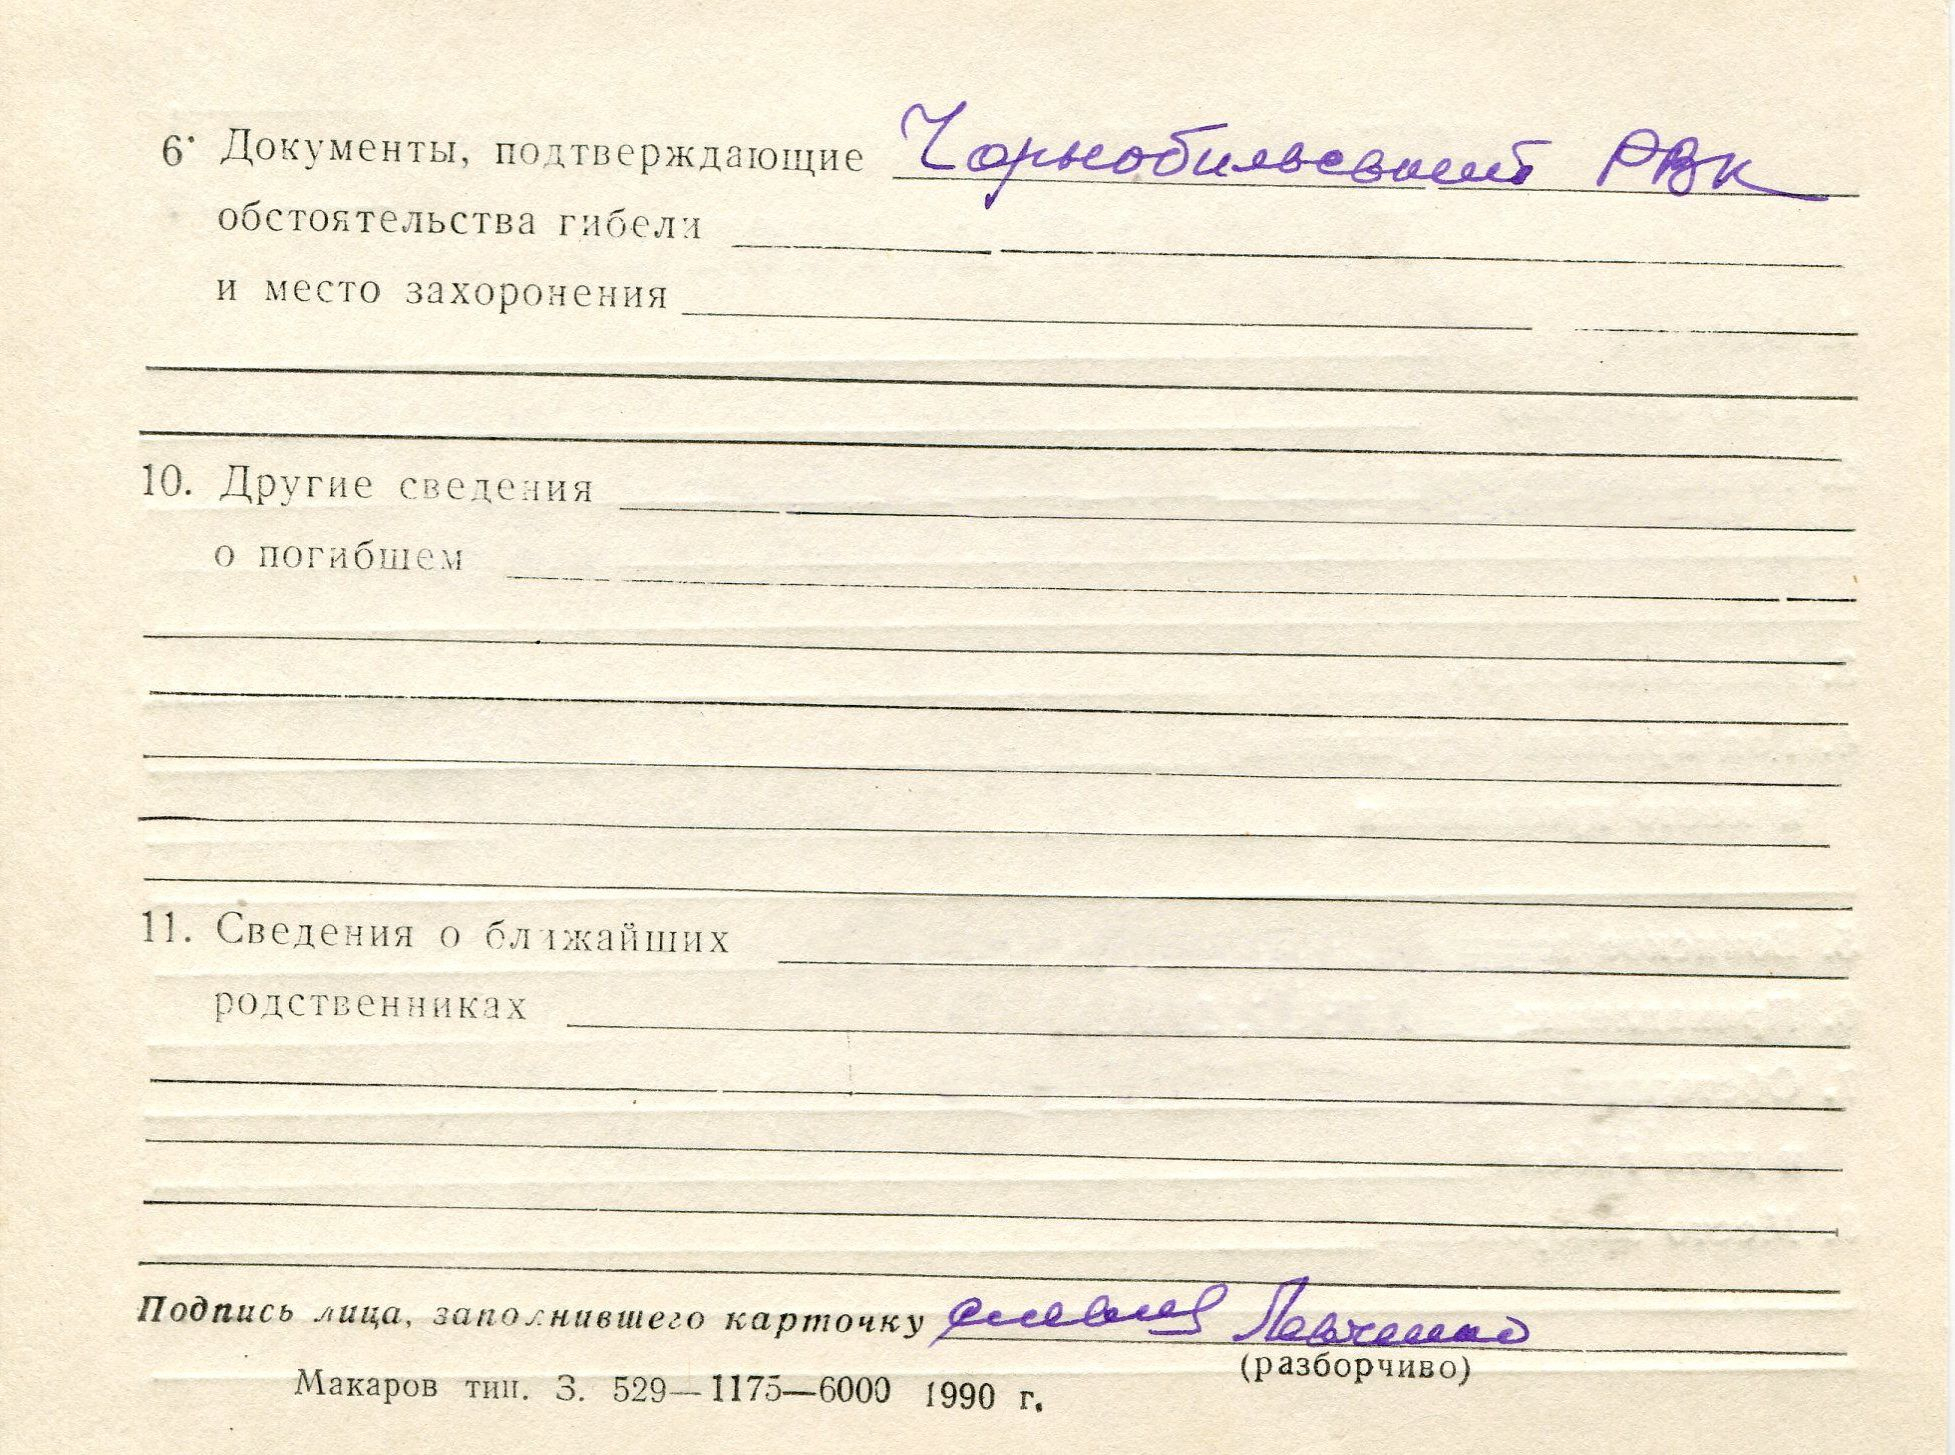 6. Документы, подтверждающие Чорнобильський РВК
обстоятельства гибели
и место захоронения
10. Другие сведения
о погибшем
11. Сведения о ближайших
родственниках
Подпись лица, заполнившего карточку Левченко
(разборчиво)
Макаров тип. З. 529—1175—6000 1990 г.